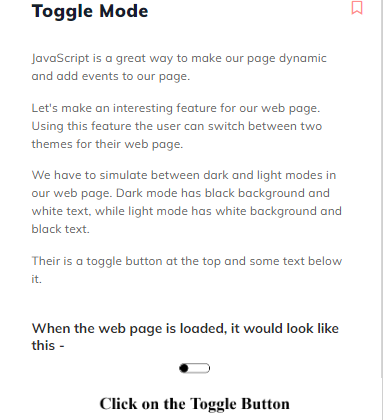 Toggle Mode
JavaScript is a great way to make our page dynamic
and add events to our page.
Let's make an interesting feature for our web page.
Using this feature the user can switch between two
themes for their web page.
We have to simulate between dark and light modes in
our web page. Dark mode has black background and
white text, while light mode has white background and
black text.
Their is a toggle button at the top and some text below
it.
When the web page is loaded, it would look like
this -
Click on the Toggle Button